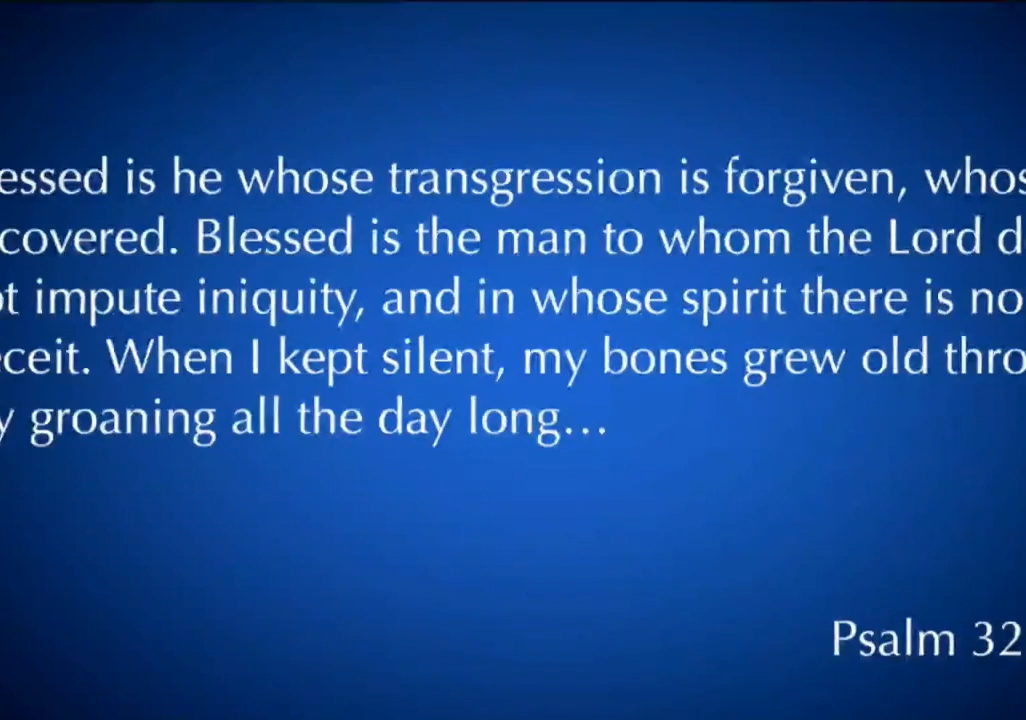 essed is he whose transgression is forgiven, whos
covered. Blessed is the man to whom the Lord d
ot impute iniquity, and in whose spirit there is no
eceit. When I kept silent, my bones grew old thro
y groaning all the day long...
Psalm 32